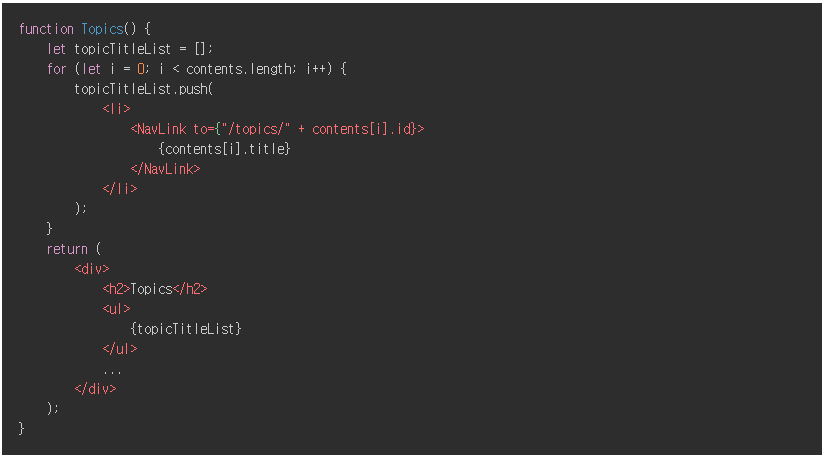 function Topics() {
    let topicTitleList = [];
    for (let i = 0; i < contents.length; i++) {
        topicTitleList.push(
            <li>
                <NavLink to={"/topics/" + contents[i].id}>
                    {contents[i].title}
                </NavLink>
            </li>
        );
    }
    return (
        <div>
            <h2>Topics</h2>
            <ul>
                {topicTitleList}
            </ul>
            ...
        </div>
    );
}